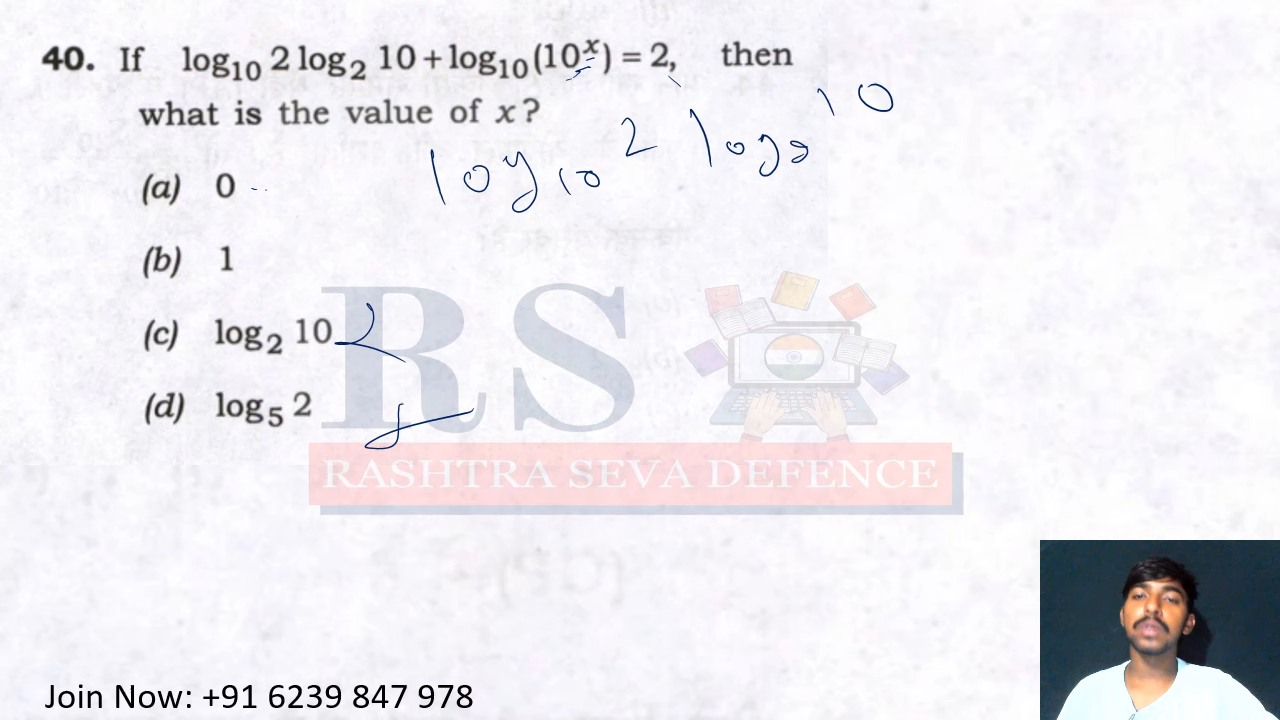 40. If log₁₀ 2 log₂ 10 + log₁₀(10ˣ) = 2, then
what is the value of x?
log₁₀ 2 log₂ 10
(a) 0
(b) 1
(c) log₂ 10
(d) log₅ 2
RS
RASHTRA SEVA DEFENCE
Join Now: +91 6239 847 978